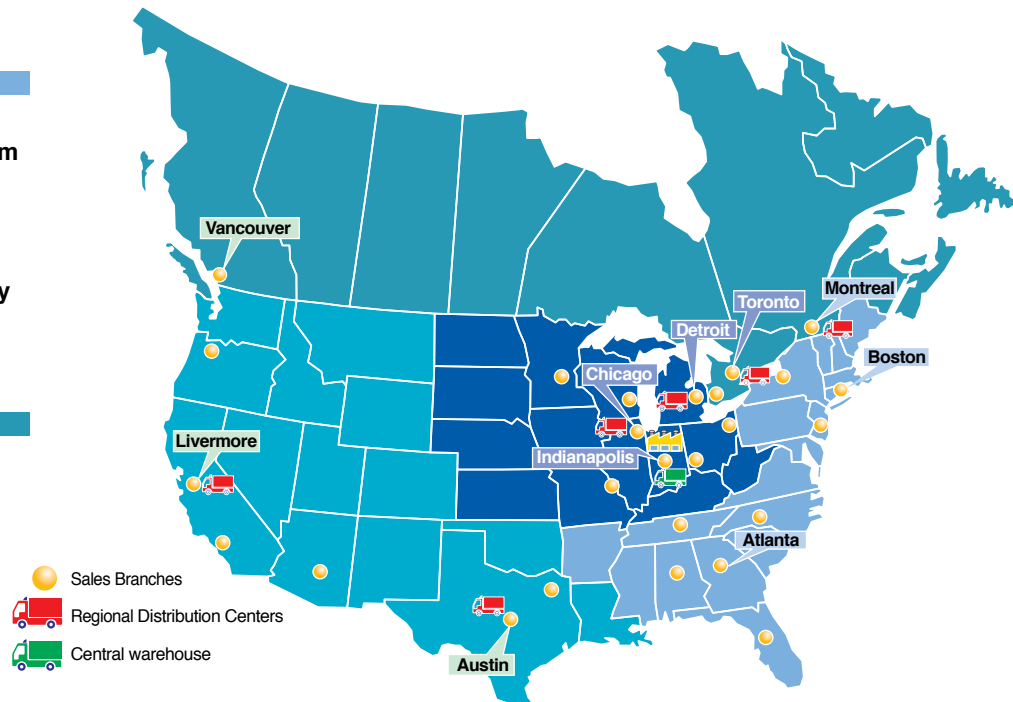 m
Vancouver
y
Montreal
Toronto
Detroit
Boston
Chicago
Livermore
Indianapolis
Atlanta
Sales Branches
Regional Distribution Centers
Central warehouse
Austin